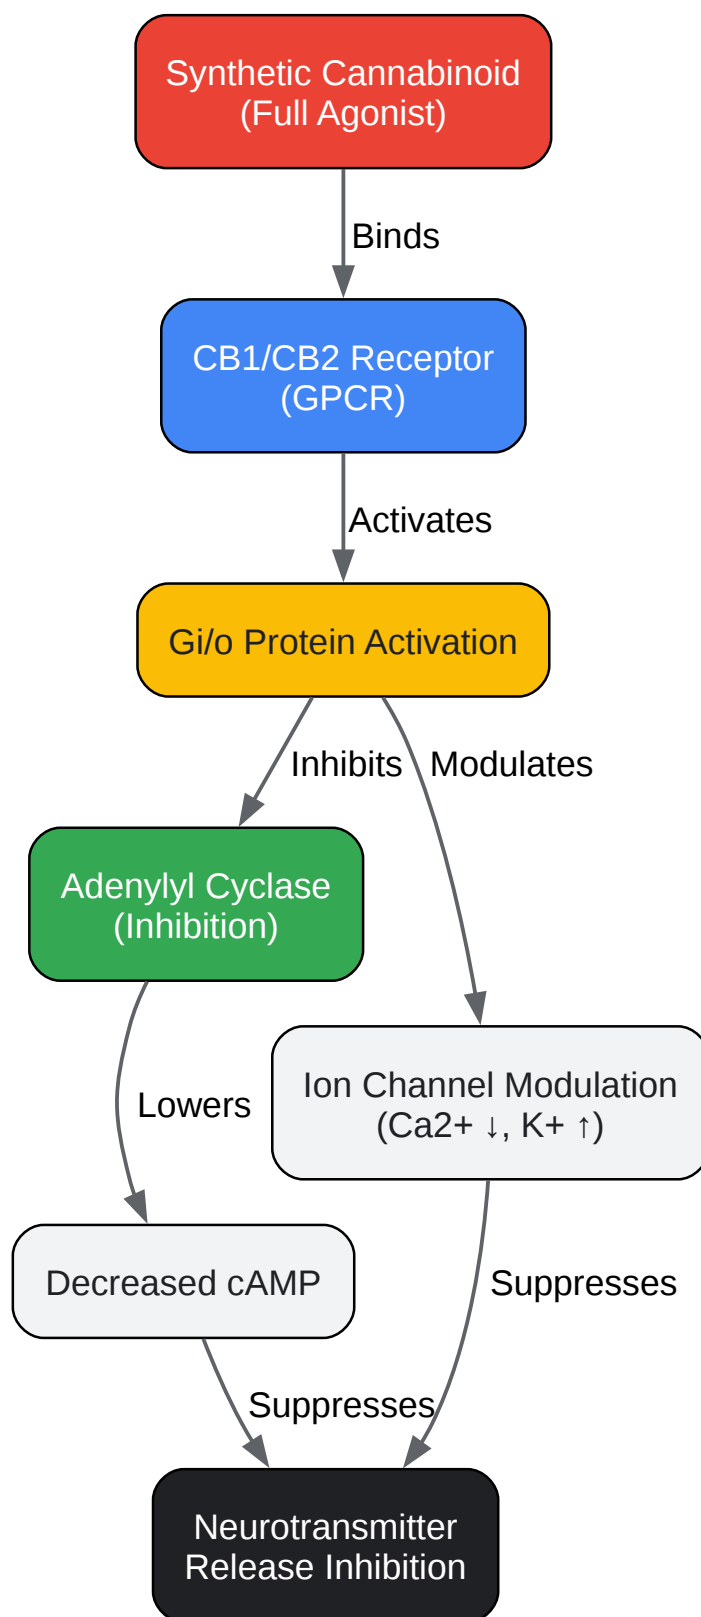 Synthetic Cannabinoid
(Full Agonist)
Binds
CB1/CB2 Receptor
(GPCR)
Activates
Gi/o Protein Activation
Inhibits
Modulates
Adenylyl Cyclase
(Inhibition)
Ion Channel Modulation
(Ca2+ ↓, K+ ↑)
Lowers
Decreased cAMP
Suppresses
Suppresses
Neurotransmitter
Release Inhibition